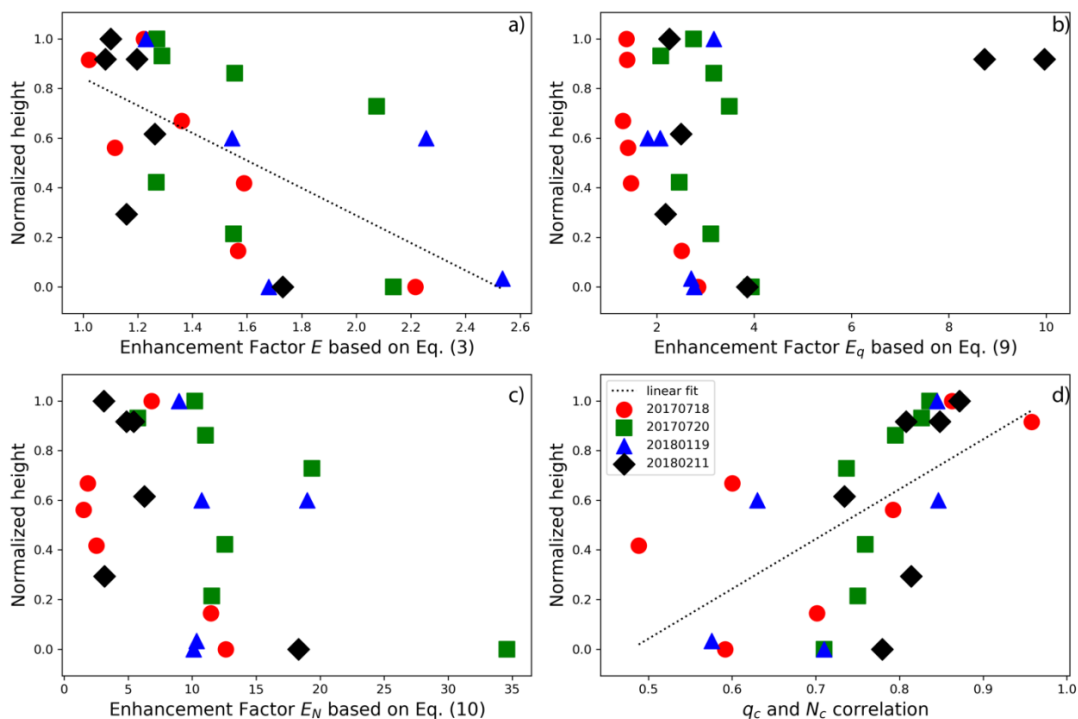 a)
Normalized height
1.0
0.8
0.6
0.4
0.2
0.0
1.0 1.2 1.4 1.6 1.8 2.0 2.2 2.4 2.6
Enhancement Factor E based on Eq. (3)
b)
Normalized height
1.0
0.8
0.6
0.4
0.2
0.0
2 4 6 8 10
Enhancement Factor E_q based on Eq. (9)
c)
Normalized height
1.0
0.8
0.6
0.4
0.2
0.0
0 5 10 15 20 25 30 35
Enhancement Factor E_N based on Eq. (10)
d)
linear fit
20170718
20170720
20180119
20180211
Normalized height
1.0
0.8
0.6
0.4
0.2
0.0
0.5 0.6 0.7 0.8 0.9 1.0
q_c and N_c correlation